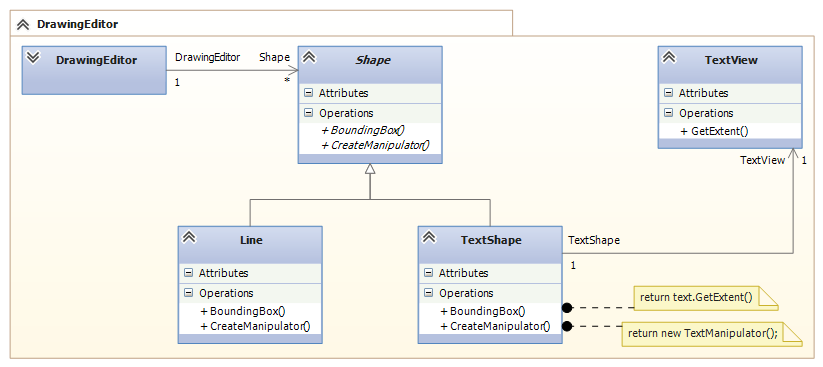 DrawingEditor
DrawingEditor
DrawingEditor
Shape
1
*
Shape
Attributes
Operations
+ BoundingBox()
+ CreateManipulator()
TextView
Attributes
Operations
+ GetExtent()
TextView
1
Line
Attributes
Operations
+ BoundingBox()
+ CreateManipulator()
TextShape
Attributes
Operations
+ BoundingBox()
+ CreateManipulator()
TextShape
1
return text.GetExtent()
return new TextManipulator();